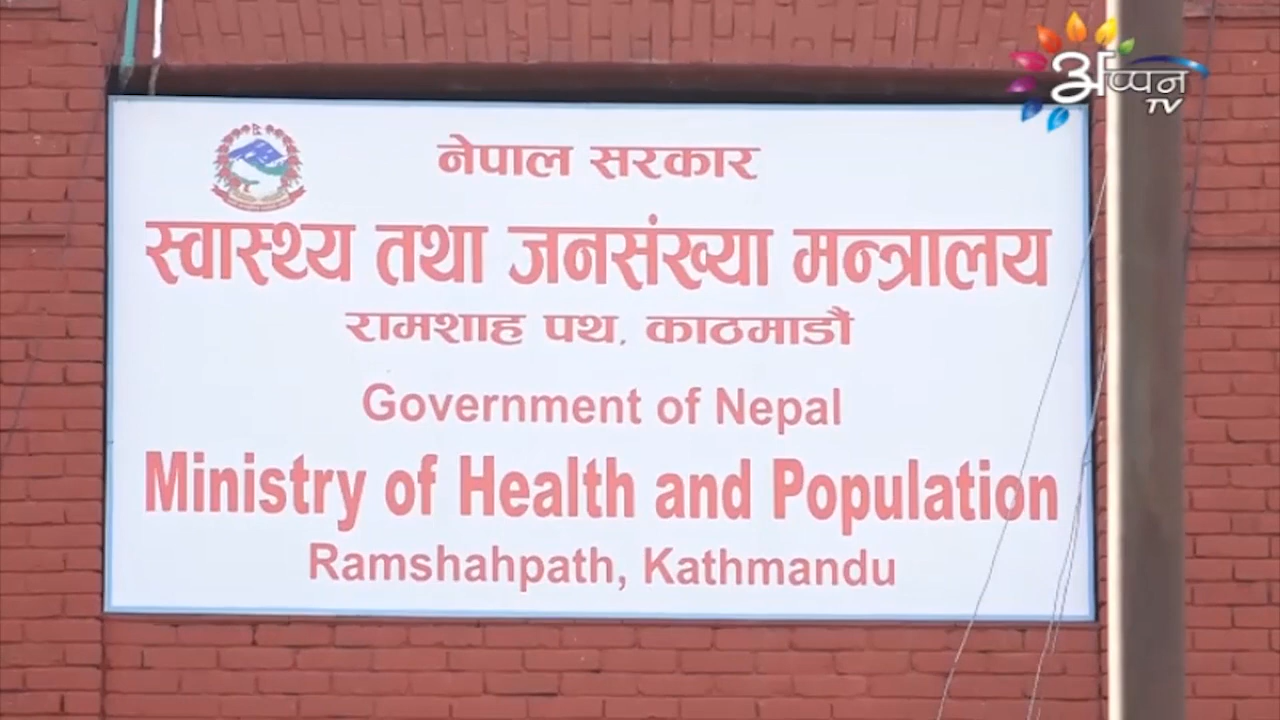 अप्पन
TV
नेपाल सरकार
स्वास्थ्य तथा जनसंख्या मन्त्रालय
रामशाह पथ, काठमाडौं
Government of Nepal
Ministry of Health and Population
Ramshahpath, Kathmandu